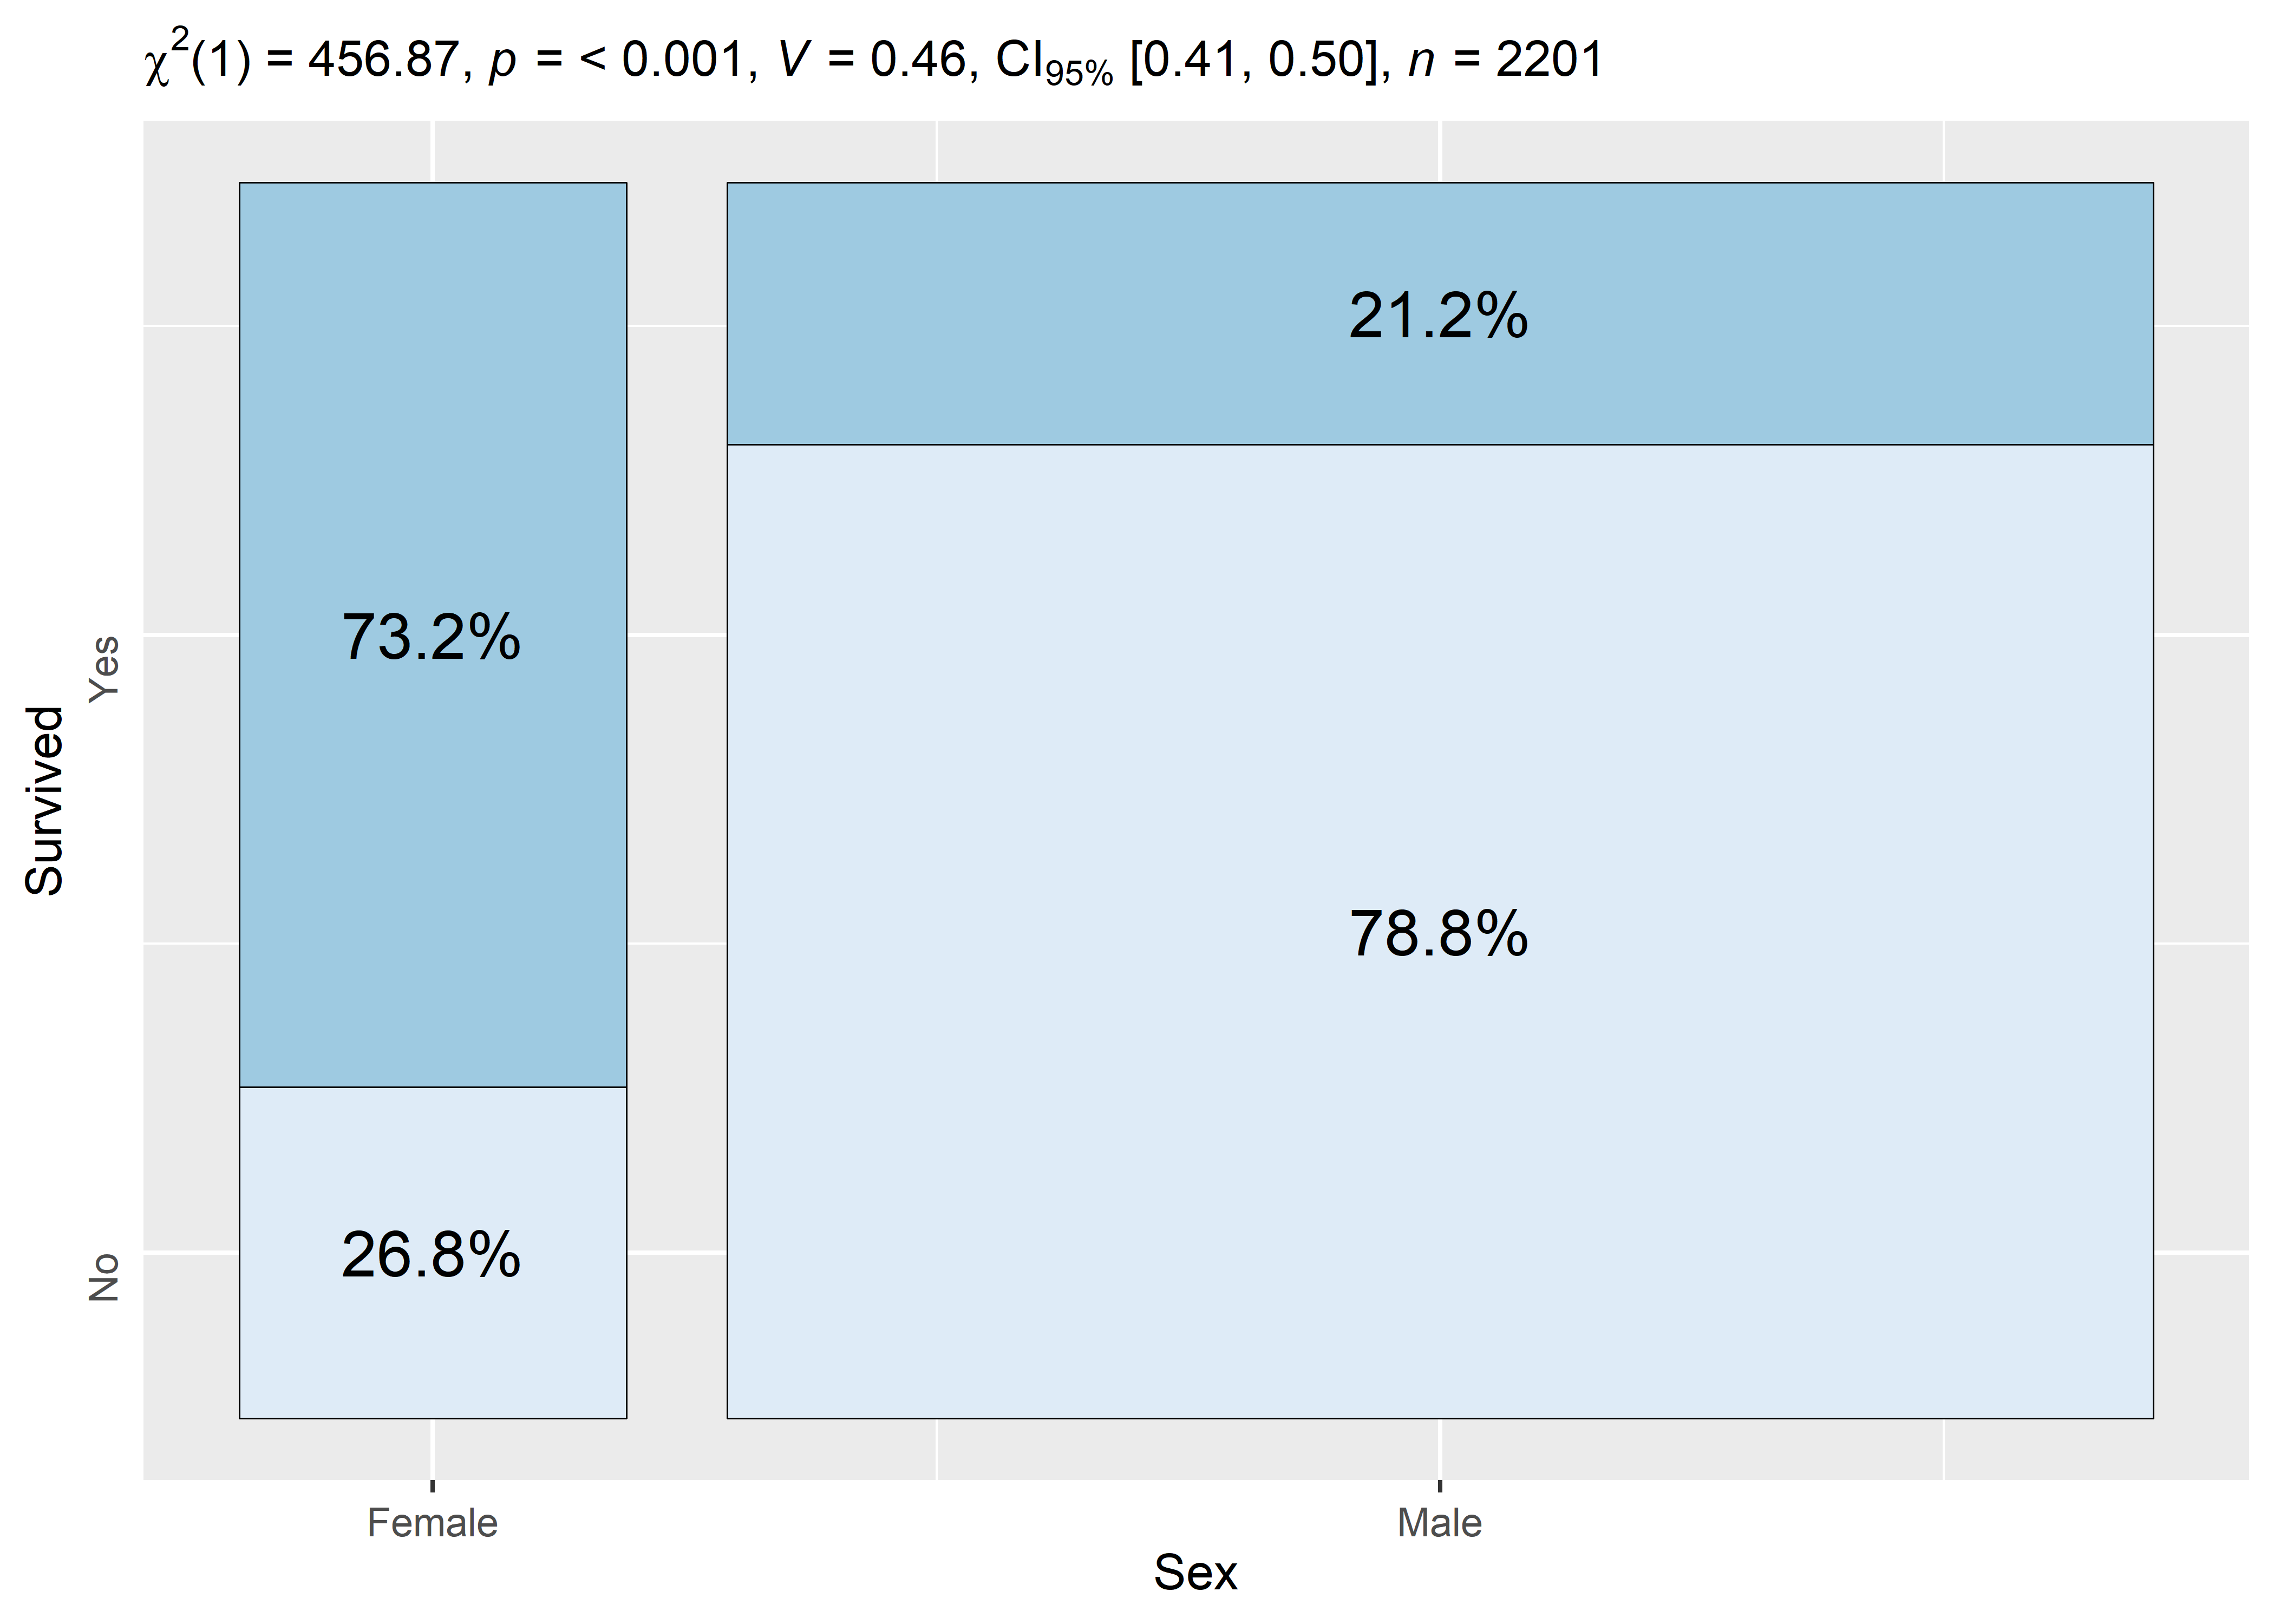 χ²(1) = 456.87, p = < 0.001, V = 0.46, CI95% [0.41, 0.50], n = 2201
21.2%
73.2%
Yes
Survived
78.8%
26.8%
No
Female
Male
Sex